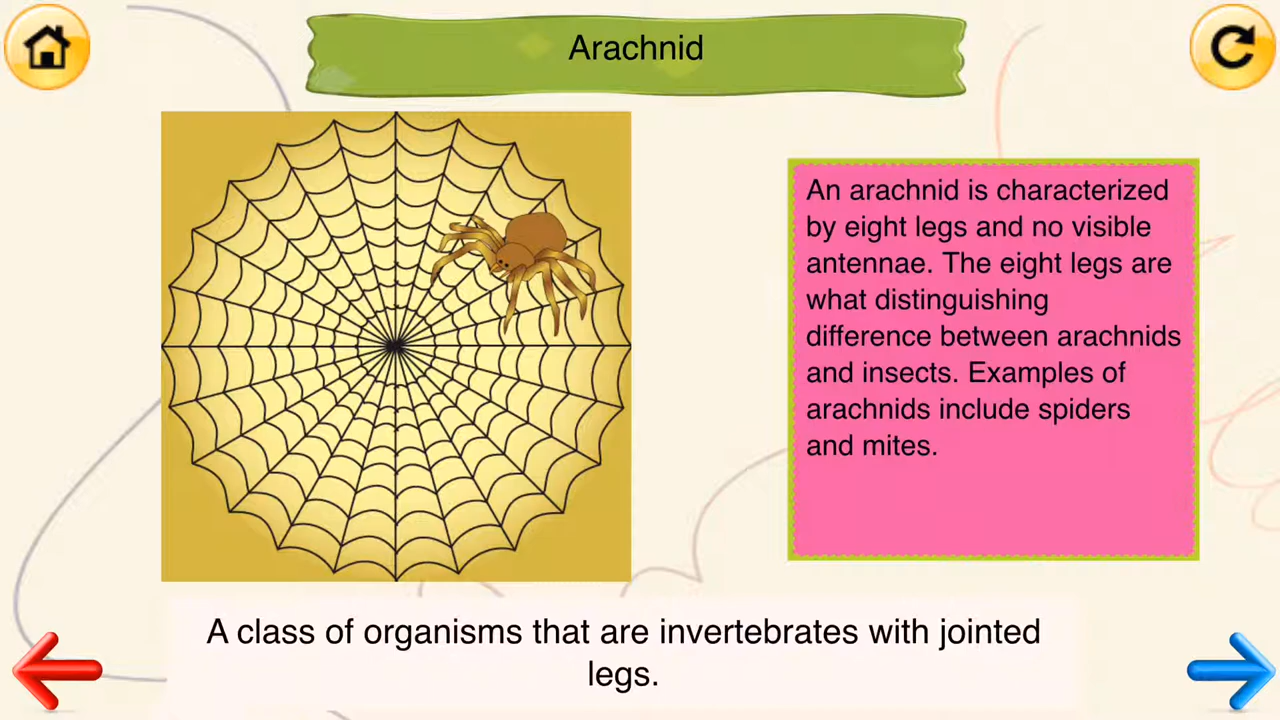 Arachnid
An arachnid is characterized
by eight legs and no visible
antennae. The eight legs are
what distinguishing
difference between arachnids
and insects. Examples of
arachnids include spiders
and mites.
A class of organisms that are invertebrates with jointed
legs.